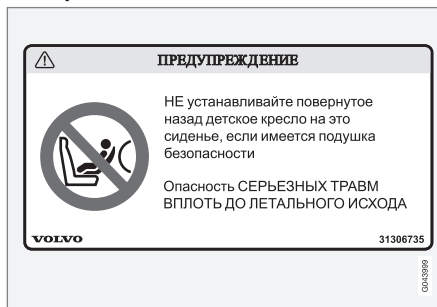 ПРЕДУПРЕЖДЕНИЕ
НЕ устанавливайте повернутое
назад детское кресло на это
сиденье, если имеется подушка
безопасности
Опасность СЕРЬЕЗНЫХ ТРАВМ
ВПЛОТЬ ДО ЛЕТАЛЬНОГО ИСХОДА
VOLVO 31306735
G043999